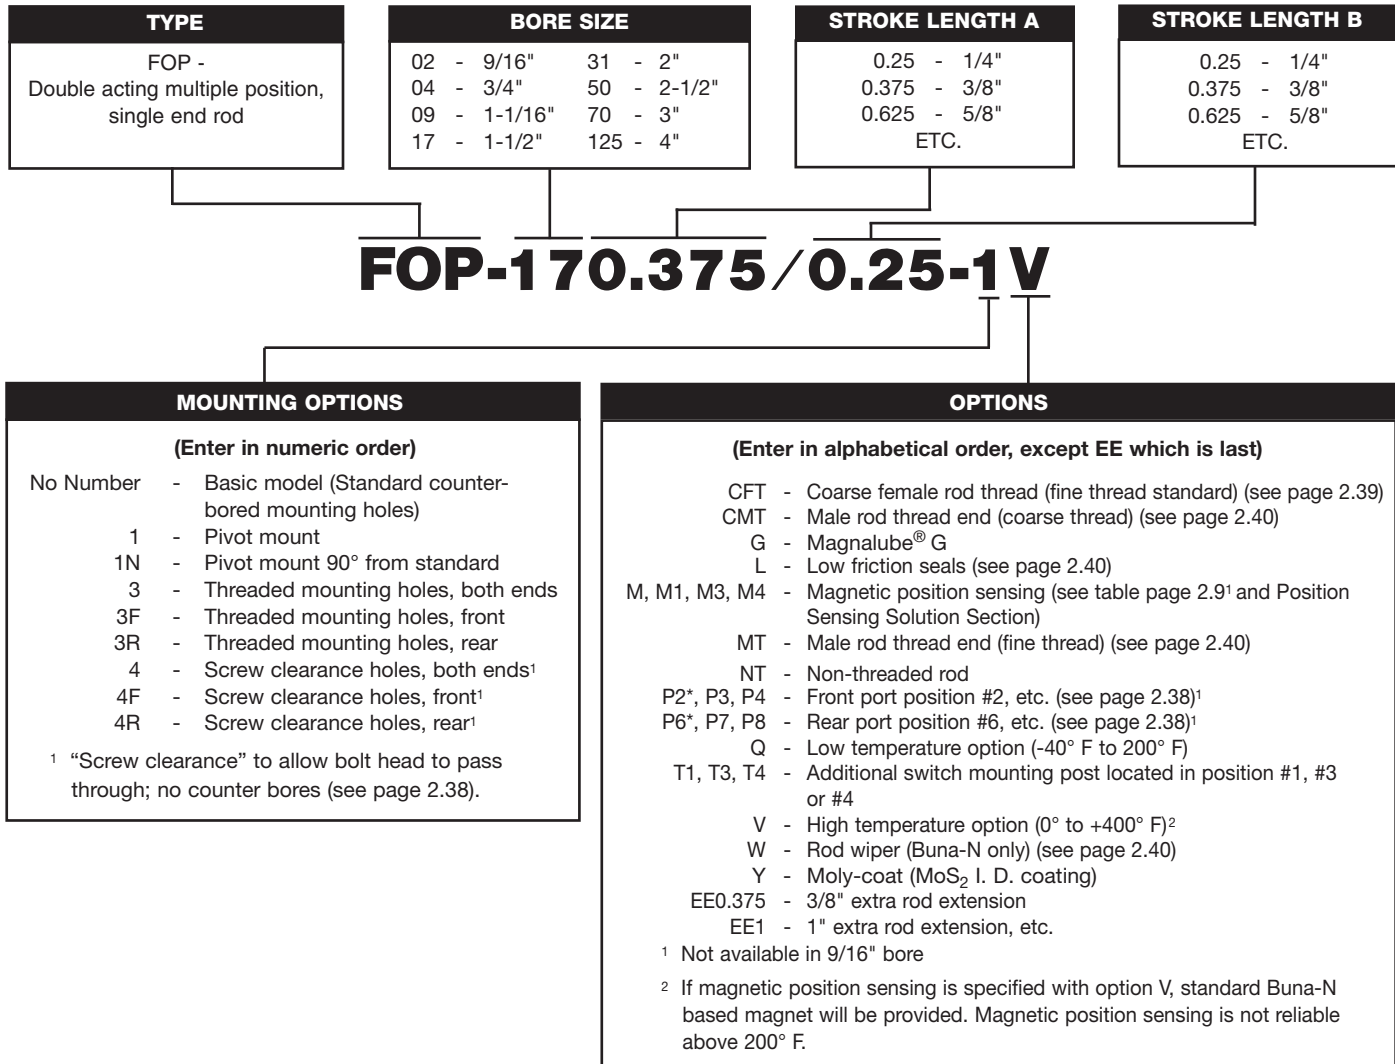 TYPE
FOP -
Double acting multiple position,
single end rod
BORE SIZE
02 - 9/16" 31 - 2"
04 - 3/4" 50 - 2-1/2"
09 - 1-1/16" 70 - 3"
17 - 1-1/2" 125 - 4"
STROKE LENGTH A
0.25 - 1/4"
0.375 - 3/8"
0.625 - 5/8"
ETC.
STROKE LENGTH B
0.25 - 1/4"
0.375 - 3/8"
0.625 - 5/8"
ETC.
FOP-170.375/0.25-1V
MOUNTING OPTIONS
(Enter in numeric order)
No Number - Basic model (Standard counter-
bored mounting holes)
1 - Pivot mount
1N - Pivot mount 90° from standard
3 - Threaded mounting holes, both ends
3F - Threaded mounting holes, front
3R - Threaded mounting holes, rear
4 - Screw clearance holes, both ends¹
4F - Screw clearance holes, front¹
4R - Screw clearance holes, rear¹
¹ “Screw clearance” to allow bolt head to pass
through; no counter bores (see page 2.38).
OPTIONS
(Enter in alphabetical order, except EE which is last)
CFT - Coarse female rod thread (fine thread standard) (see page 2.39)
CMT - Male rod thread end (coarse thread) (see page 2.40)
G - Magnalube® G
L - Low friction seals (see page 2.40)
M, M1, M3, M4 - Magnetic position sensing (see table page 2.9¹ and Position
Sensing Solution Section)
MT - Male rod thread end (fine thread) (see page 2.40)
NT - Non-threaded rod
P2*, P3, P4 - Front port position #2, etc. (see page 2.38)¹
P6*, P7, P8 - Rear port position #6, etc. (see page 2.38)¹
Q - Low temperature option (-40° F to 200° F)
T1, T3, T4 - Additional switch mounting post located in position #1, #3
or #4
V - High temperature option (0° to +400° F)²
W - Rod wiper (Buna-N only) (see page 2.40)
Y - Moly-coat (MoS₂ I. D. coating)
EE0.375 - 3/8" extra rod extension
EE1 - 1" extra rod extension, etc.
¹ Not available in 9/16" bore
² If magnetic position sensing is specified with option V, standard Buna-N
based magnet will be provided. Magnetic position sensing is not reliable
above 200° F.